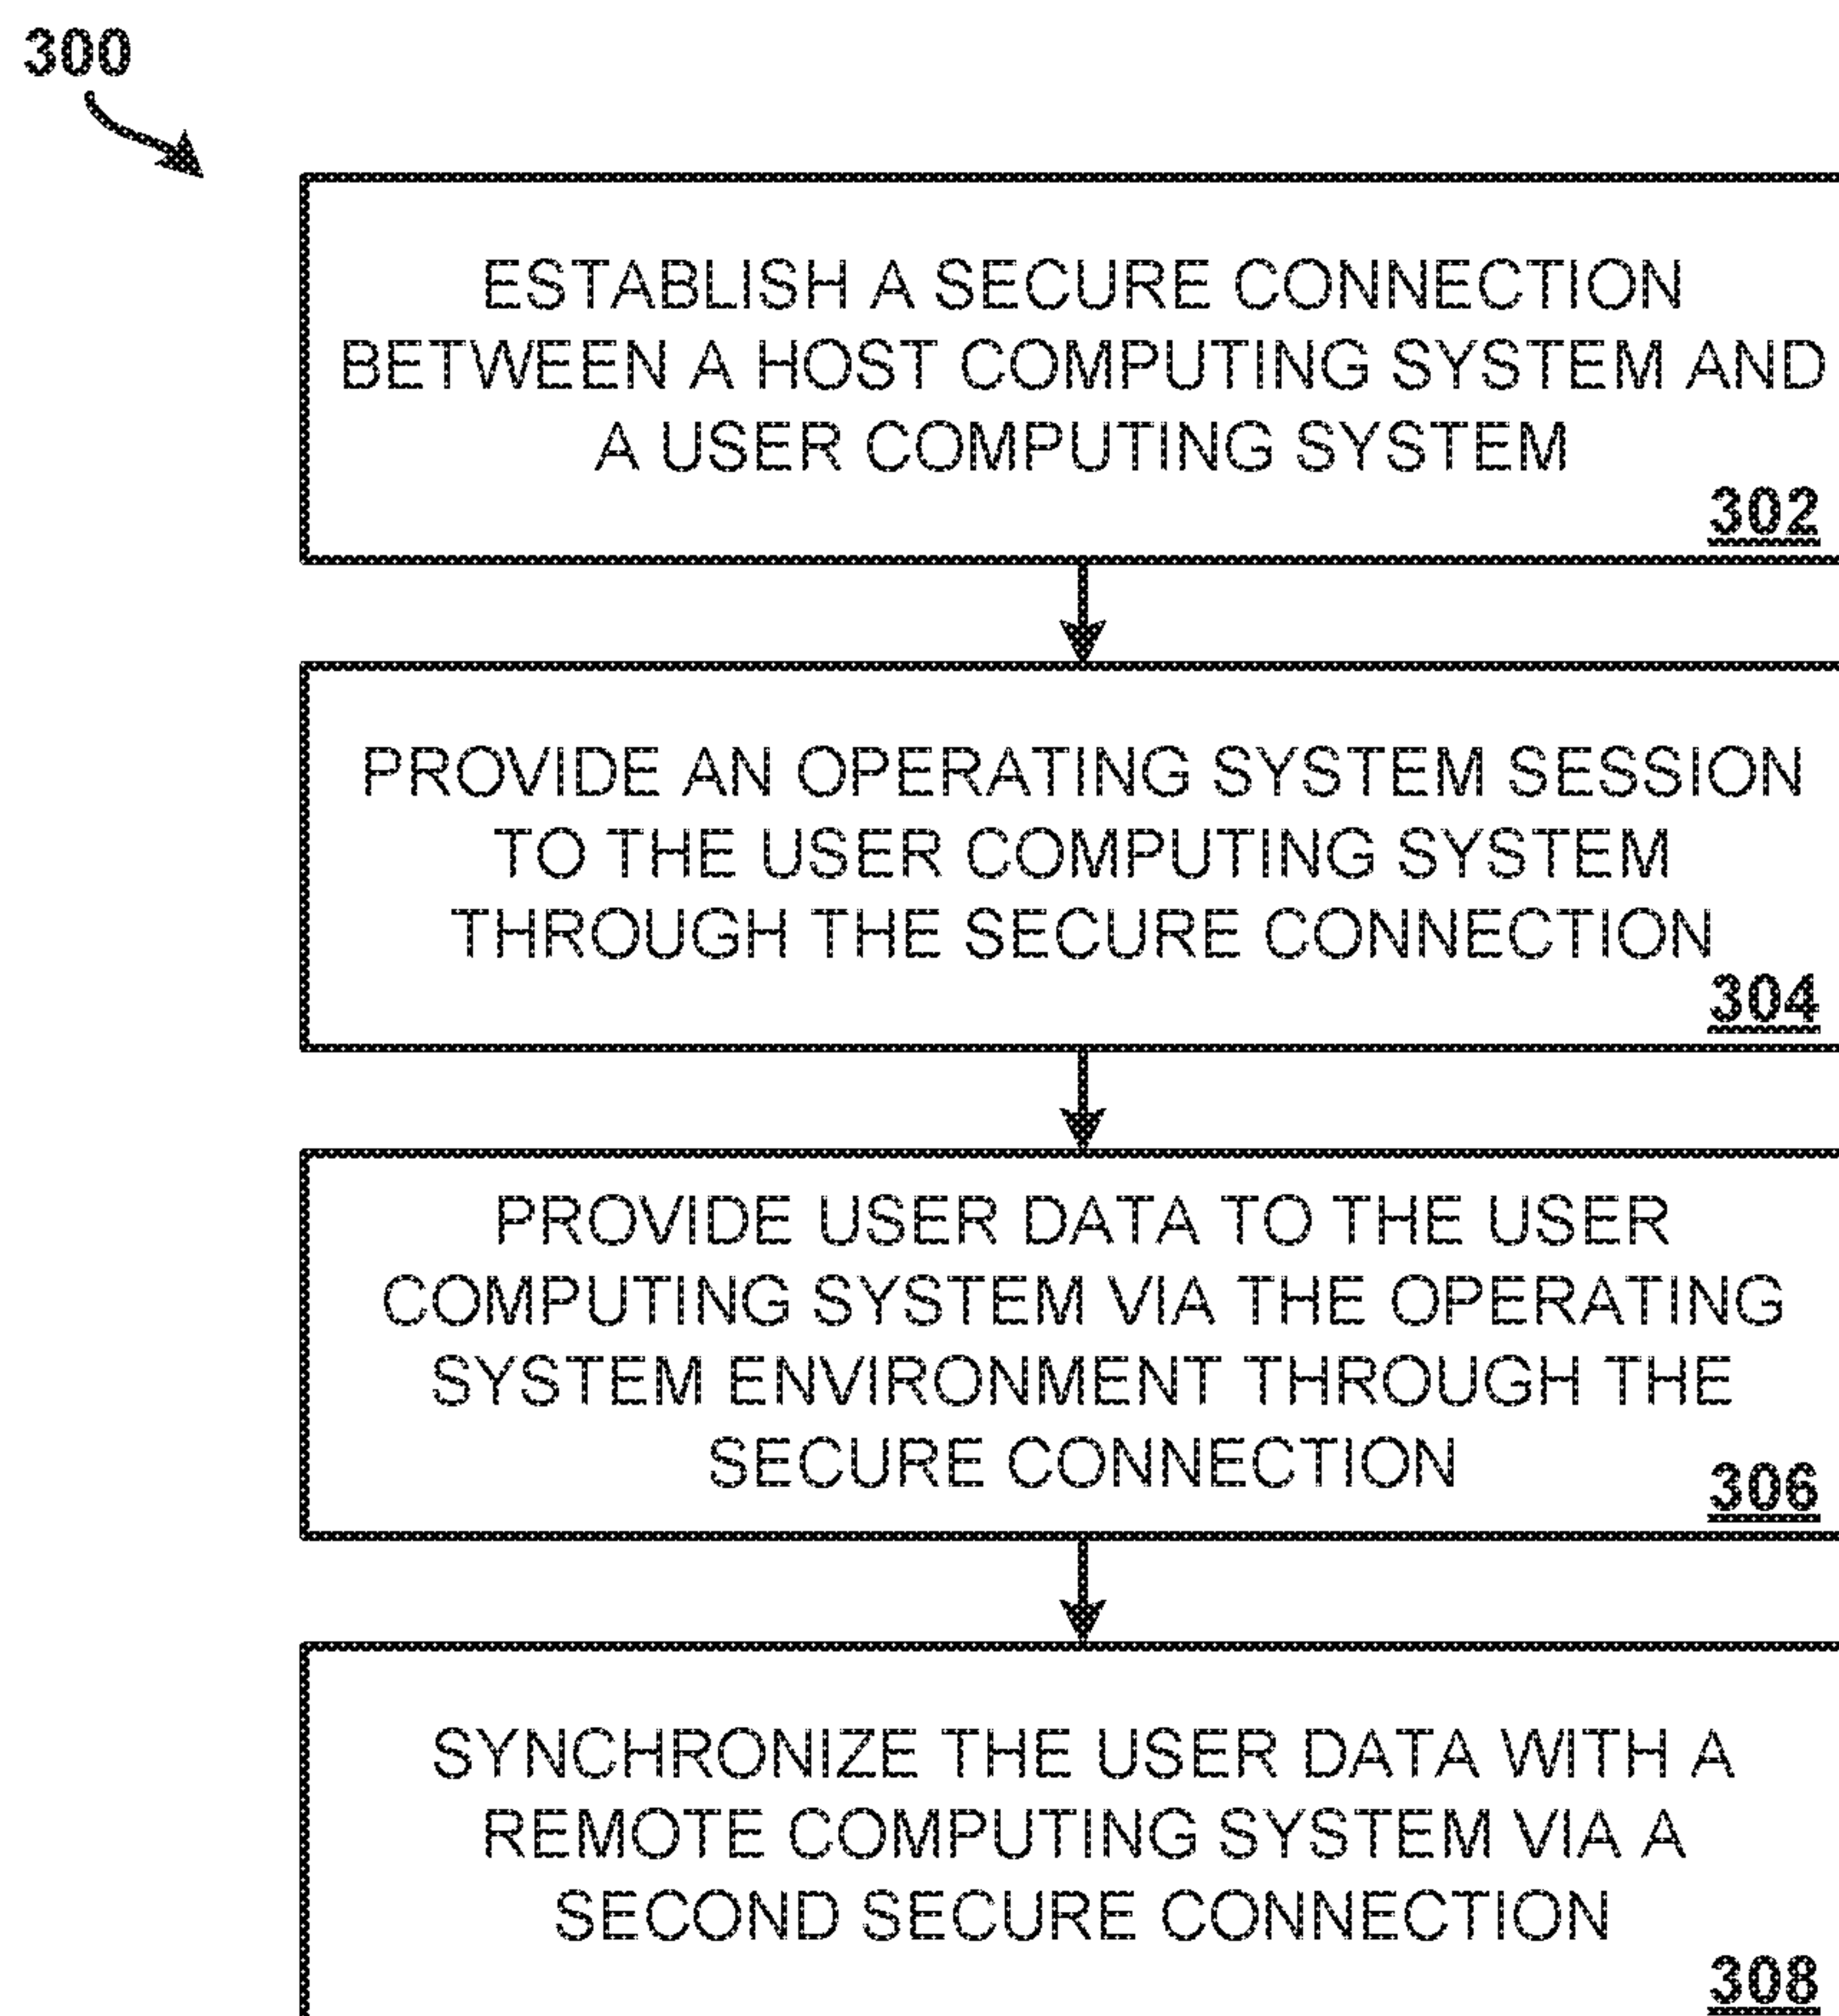 300
ESTABLISH A SECURE CONNECTION
BETWEEN A HOST COMPUTING SYSTEM AND
A USER COMPUTING SYSTEM
302
PROVIDE AN OPERATING SYSTEM SESSION
TO THE USER COMPUTING SYSTEM
THROUGH THE SECURE CONNECTION
304
PROVIDE USER DATA TO THE USER
COMPUTING SYSTEM VIA THE OPERATING
SYSTEM ENVIRONMENT THROUGH THE
SECURE CONNECTION
306
SYNCHRONIZE THE USER DATA WITH A
REMOTE COMPUTING SYSTEM VIA A
SECOND SECURE CONNECTION
308